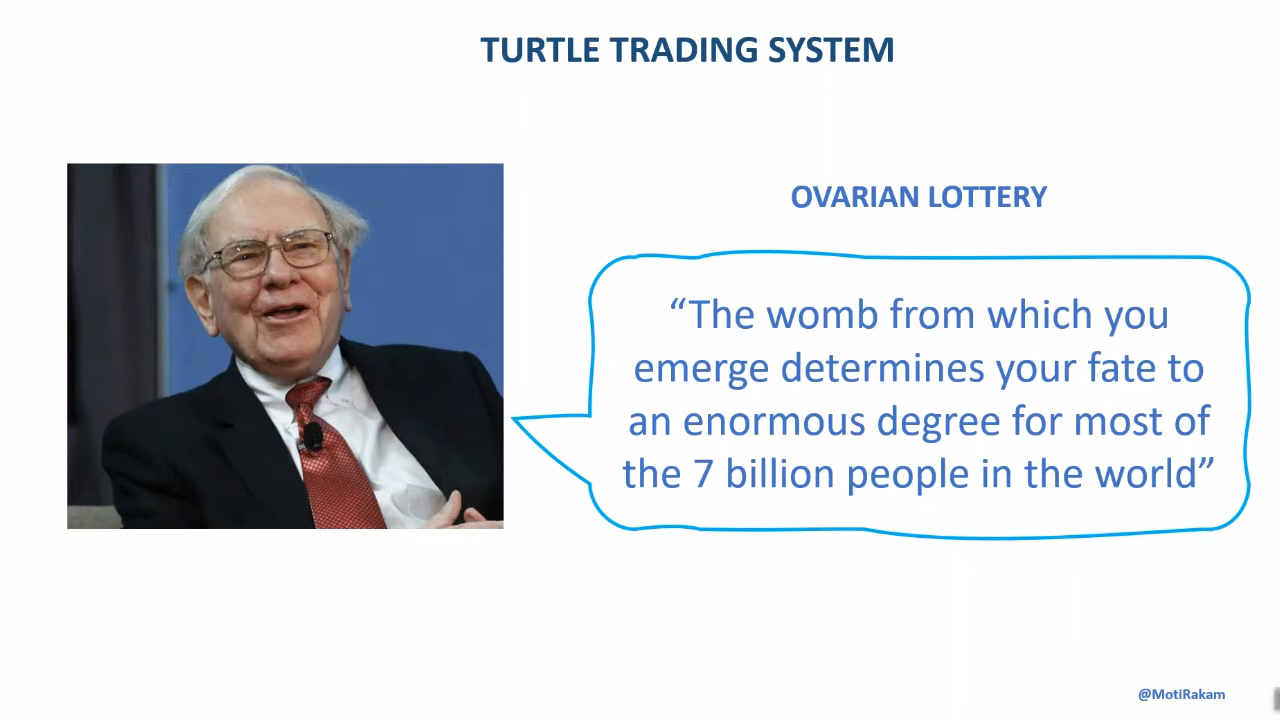 TURTLE TRADING SYSTEM
OVARIAN LOTTERY
“The womb from which you
emerge determines your fate to
an enormous degree for most of
the 7 billion people in the world”
@MotiRakam